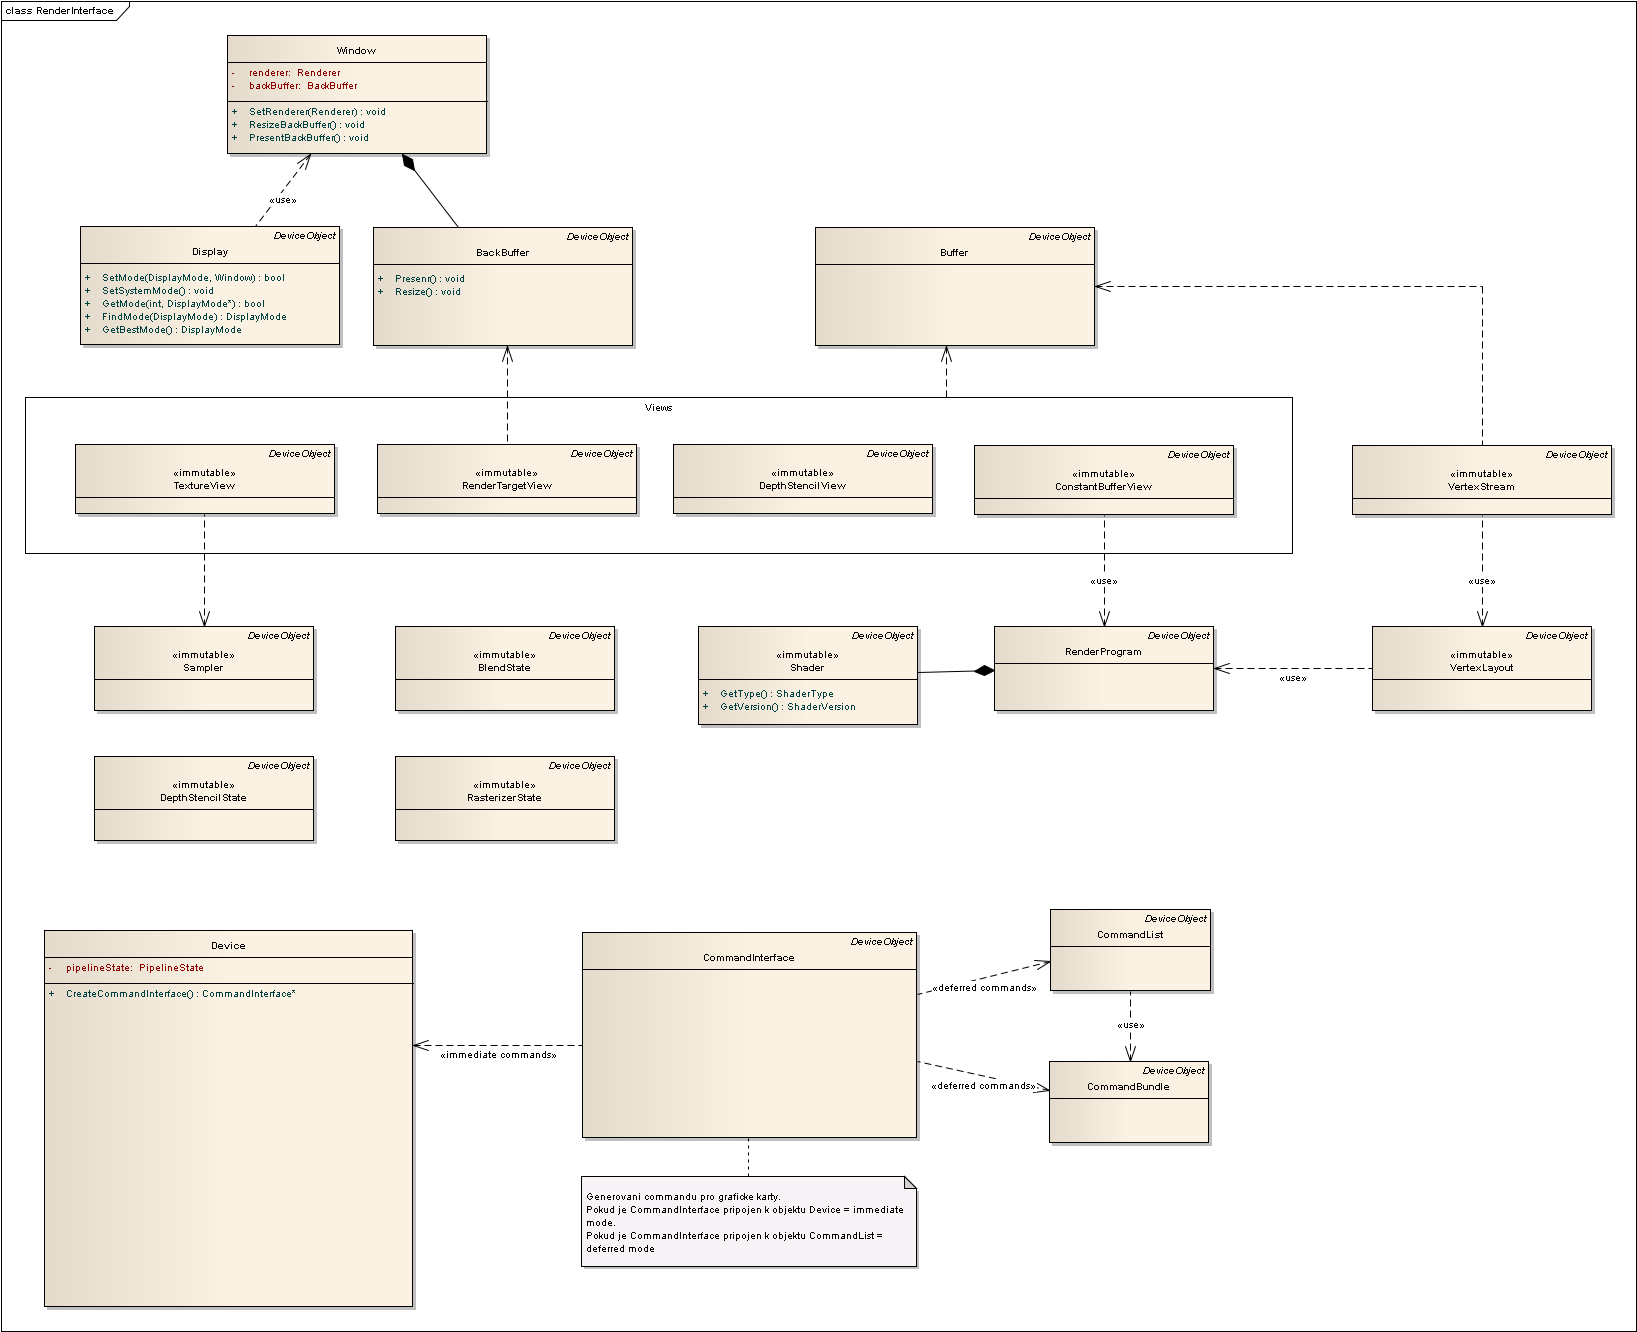 class RenderInterface
Window
- renderer: Renderer
- backBuffer: BackBuffer
+ SetRenderer(Renderer) : void
+ ResizeBackBuffer() : void
+ PresentBackBuffer() : void
«use»
DeviceObject
Display
+ SetMode(DisplayMode, Window) : bool
+ SetSystemMode() : void
+ GetMode(int, DisplayMode*) : bool
+ FindMode(DisplayMode) : DisplayMode
+ GetBestMode() : DisplayMode
DeviceObject
BackBuffer
+ Presenr() : void
+ Resize() : void
DeviceObject
Buffer
Views
DeviceObject
«immutable»
TextureView
DeviceObject
«immutable»
RenderTargetView
DeviceObject
«immutable»
DepthStencilView
DeviceObject
«immutable»
ConstantBufferView
DeviceObject
«immutable»
VertexStream
«use»
«use»
DeviceObject
«immutable»
Sampler
DeviceObject
«immutable»
BlendState
DeviceObject
«immutable»
Shader
+ GetType() : ShaderType
+ GetVersion() : ShaderVersion
DeviceObject
RenderProgram
«use»
DeviceObject
«immutable»
VertexLayout
DeviceObject
«immutable»
DepthStencilState
DeviceObject
«immutable»
RasterizerState
Device
- pipelineState: PipelineState
+ CreateCommandInterface() : CommandInterface*
«immediate commands»
DeviceObject
CommandInterface
«deferred commands»
«deferred commands»
DeviceObject
CommandList
«use»
DeviceObject
CommandBundle
Generovani commandu pro graficke karty.
Pokud je CommandInterface pripojen k objektu Device = immediate
mode.
Pokud je CommandInterface pripojen k objektu CommandList =
deferred mode